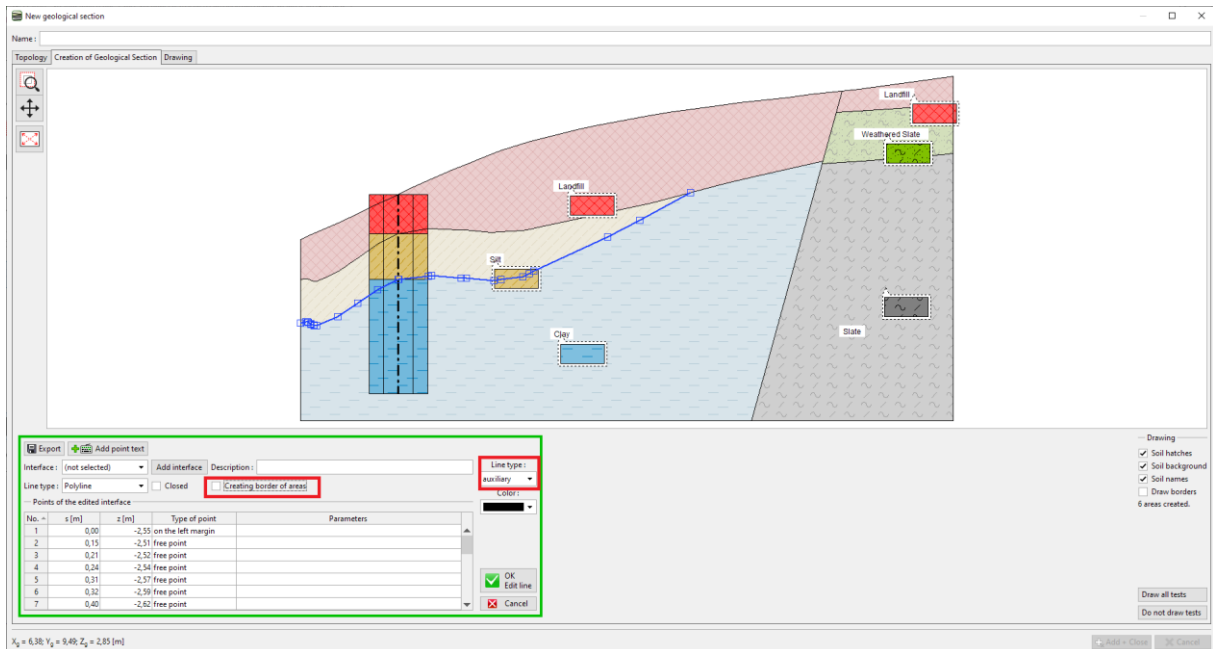 New geological section
Name :
Topology Creation of Geological Section Drawing
Landfill
Weathered Slate
Landfill
Silt
Slate
Clay
Export Add point text
Interface : (not selected) Add interface Description :
Line type : Polyline Closed Creating border of areas
Points of the edited interface
No. s [m] z [m] Type of point Parameters
1 0,00 -2,55 on the left margin
2 0,15 -2,51 free point
3 0,21 -2,52 free point
4 0,24 -2,54 free point
5 0,31 -2,57 free point
6 0,32 -2,59 free point
7 0,40 -2,62 free point
Line type :
auxiliary
Color :
OK
Edit line
Cancel
Drawing
Soil hatches
Soil background
Soil names
Draw borders
6 areas created.
Draw all tests
Do not draw tests
Xg = 6,38; Yg = 9,49; Zg = 2,85 [m]
Add + Close Cancel